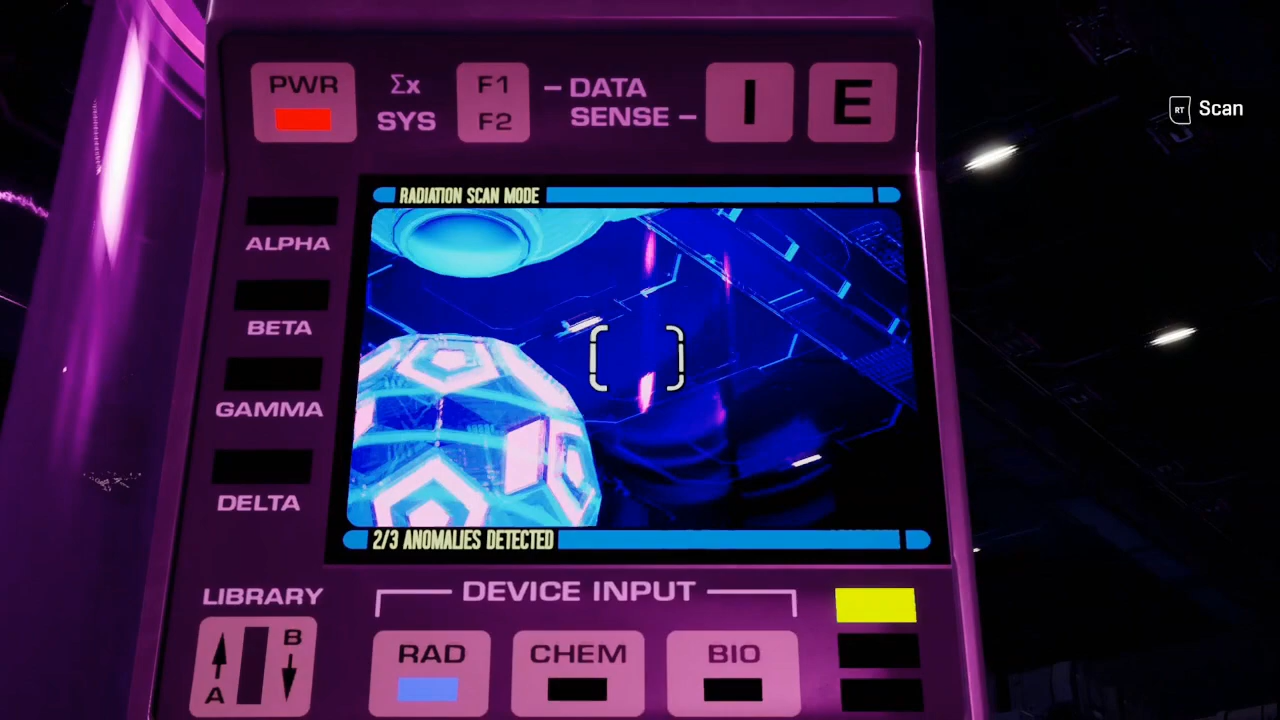 PWR
Σx
SYS
F1
F2
DATA
SENSE
I
E
RT Scan
RADIATION SCAN MODE
ALPHA
BETA
GAMMA
DELTA
2/3 ANOMALIES DETECTED
LIBRARY
A
B
DEVICE INPUT
RAD
CHEM
BIO